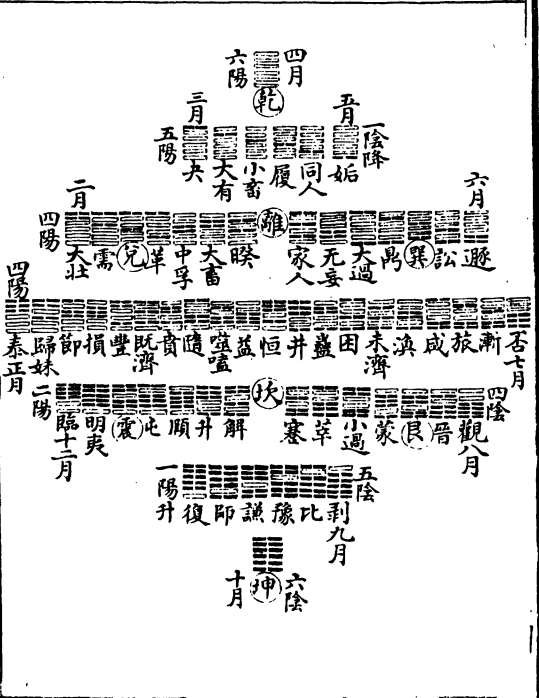 四月
乾
六陽
一陰降
五月
姤
同人
履
小畜
大有
夬
三月
五陽
六月
遯
訟
巽
鼎
大過
无妄
家人
離
睽
大畜
中孚
革
兌
需
大壯
二月
四陽
否七月
漸
旅
咸
渙
未濟
困
蠱
井
恒
益
噬嗑
隨
賁
既濟
豐
損
節
歸妹
泰正月
四陽
四陰
觀八月
晉
艮
蒙
小過
萃
蹇
坎
解
升
頤
屯
震
明夷
臨十二月
二陽
五陰
剥九月
比
豫
謙
師
復
一陽升
六陰
坤
十月